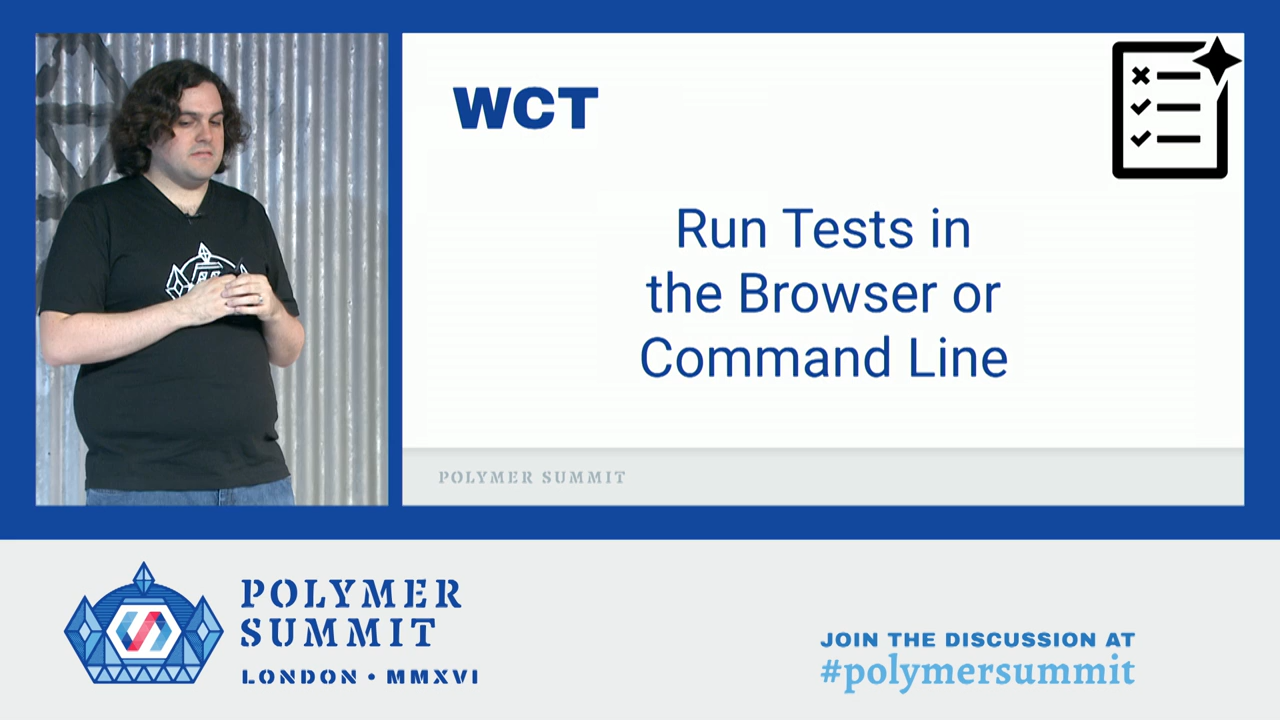 WCT
Run Tests in
the Browser or
Command Line
POLYMER SUMMIT
POLYMER
SUMMIT
LONDON • MMXVI
JOIN THE DISCUSSION AT
#polymersummit